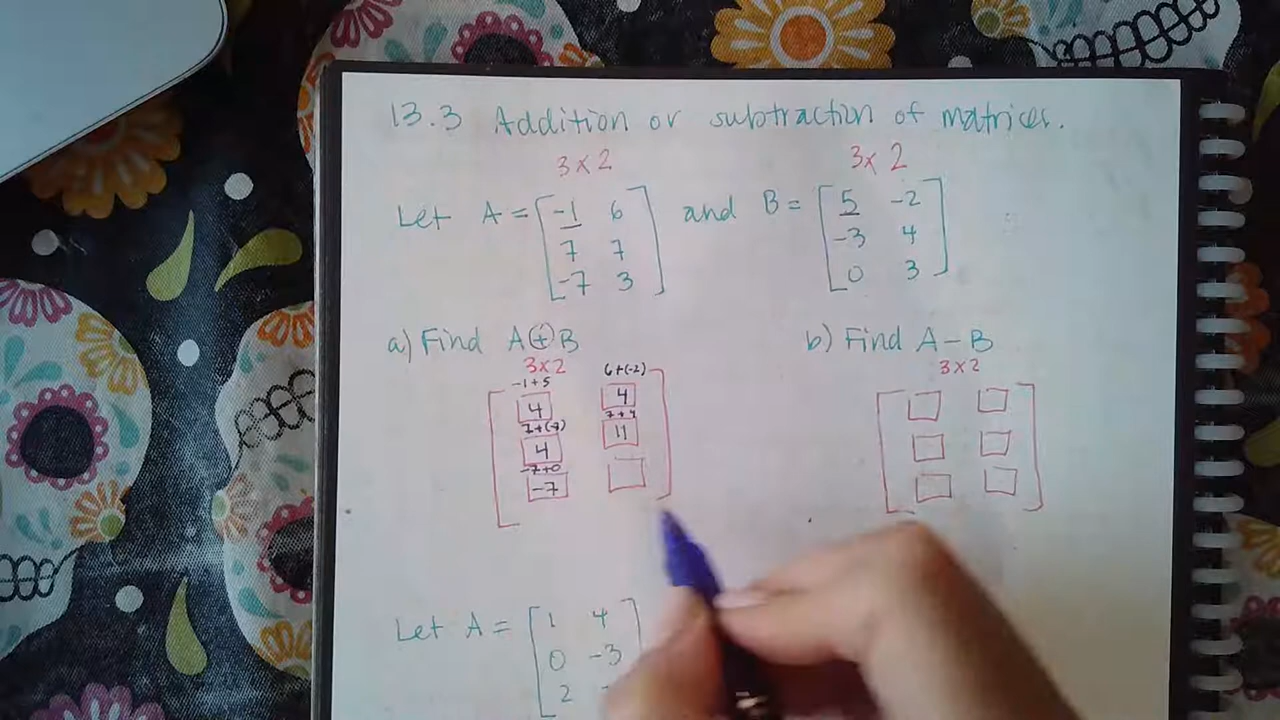 13.3 Addition or subtraction of matrices.
3x2 3x2
Let A = [ -1 6 and B = [ 5 -2 ]
7 7 -3 4
-7 3 ] 0 3
a) Find A+B b) Find A-B
3x2 6+(-2) 3x2
-1+5
4 4
7+4
11
4
-7+0
-7
Let A = [ 1 4 ]
0 -3
2